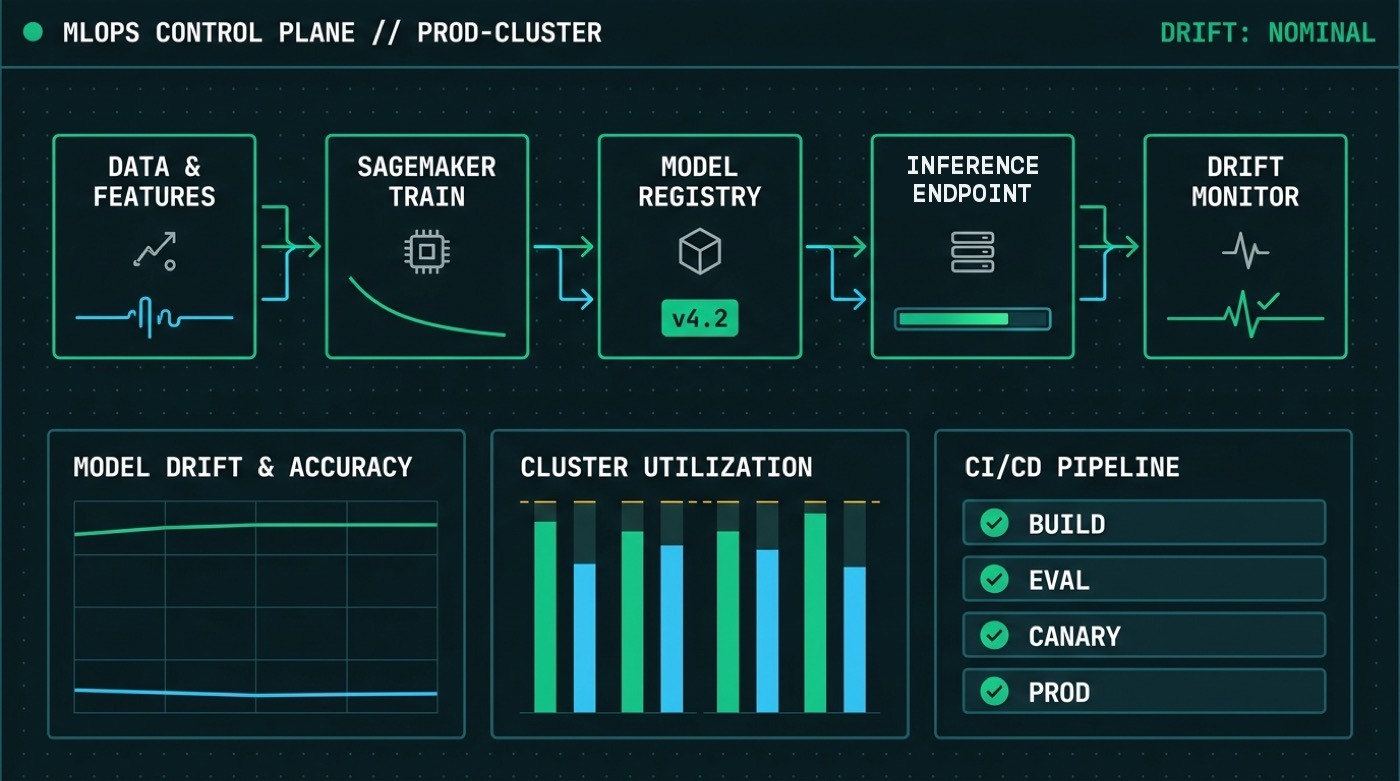 MLOPS CONTROL PLANE // PROD-CLUSTER
DRIFT: NOMINAL
DATA &
FEATURES
SAGEMAKER
TRAIN
MODEL
REGISTRY
v4.2
INFERENCE
ENDPOINT
DRIFT
MONITOR
MODEL DRIFT & ACCURACY
CLUSTER UTILIZATION
CI/CD PIPELINE
BUILD
EVAL
CANARY
PROD